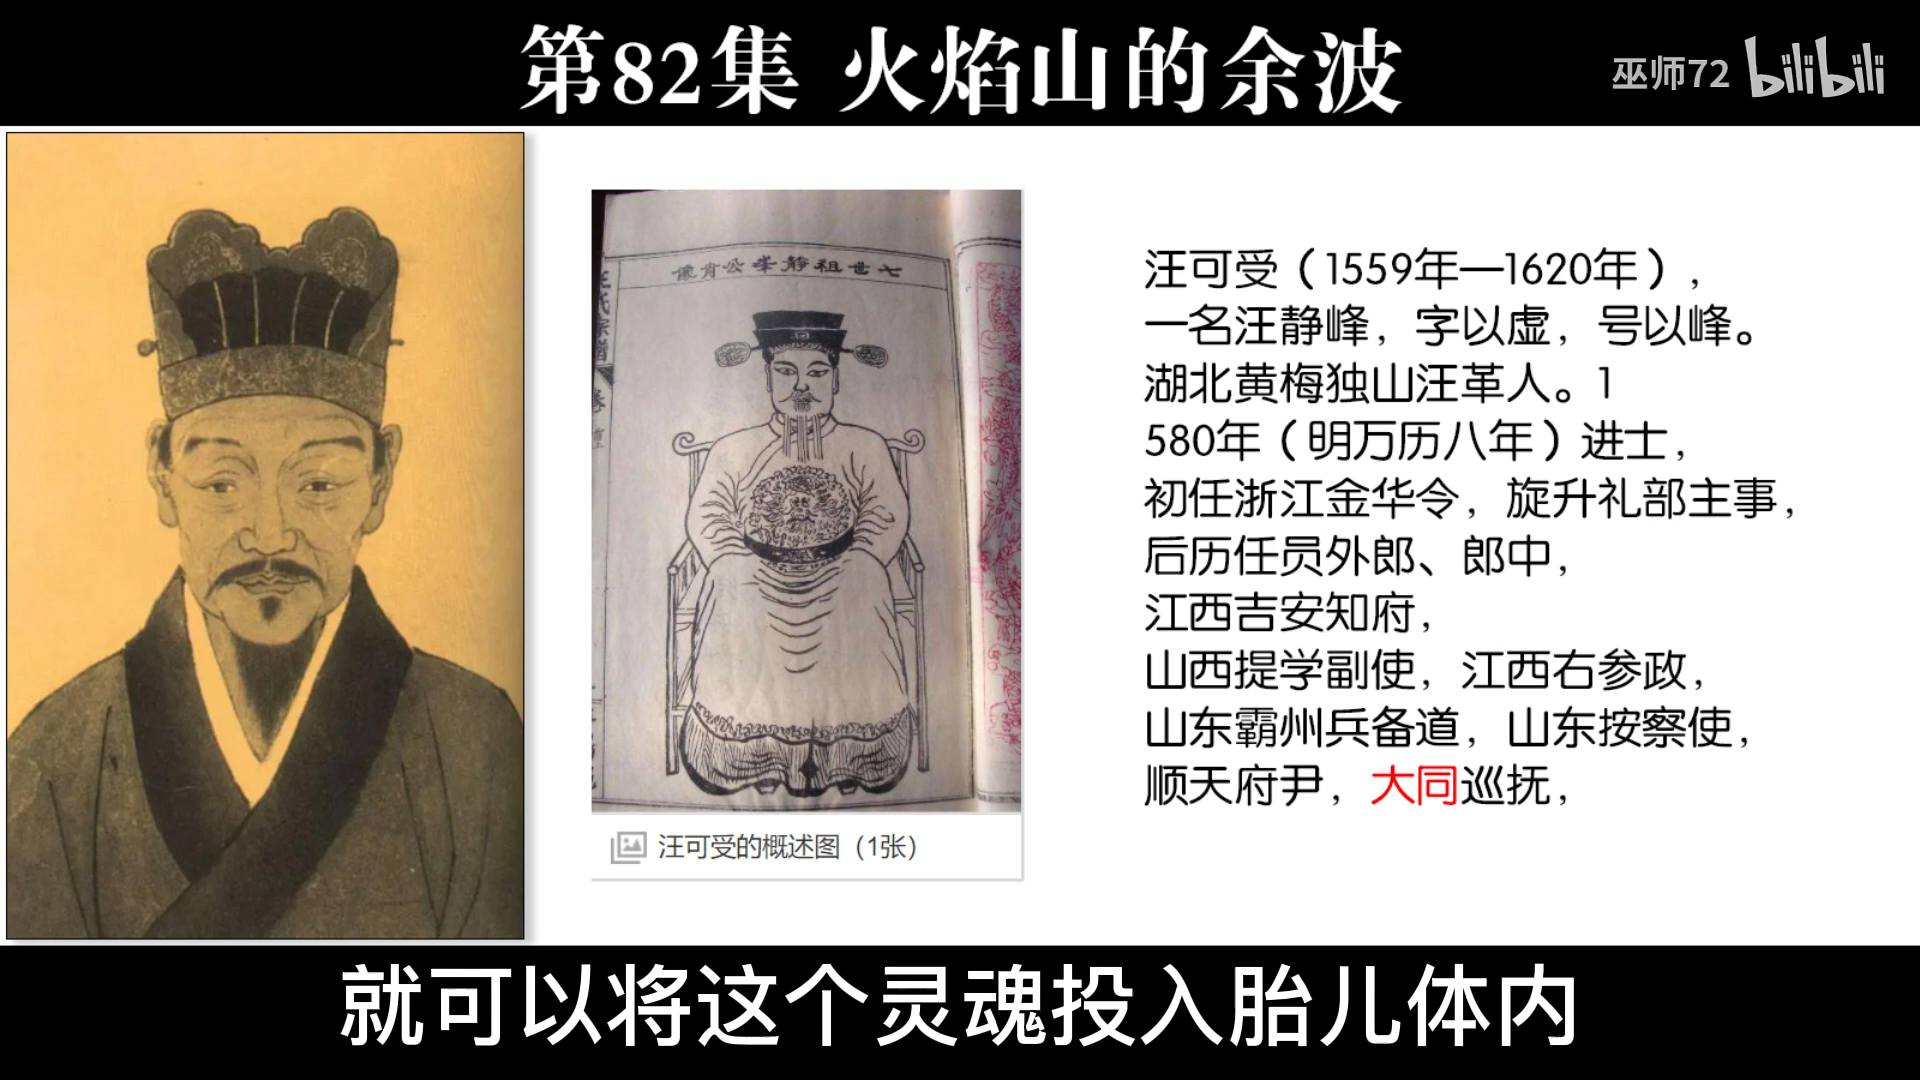 第82集 火焰山的余波
巫师72 bilibili
七世祖静峯公肖像
汪可受的概述图（1张）
汪可受（1559年—1620年），
一名汪静峰，字以虚，号以峰。
湖北黄梅独山汪革人。1
580年（明万历八年）进士，
初任浙江金华令，旋升礼部主事，
后历任员外郎、郎中，
江西吉安知府，
山西提学副使，江西右参政，
山东霸州兵备道，山东按察使，
顺天府尹，大同巡抚，
就可以将这个灵魂投入胎儿体内